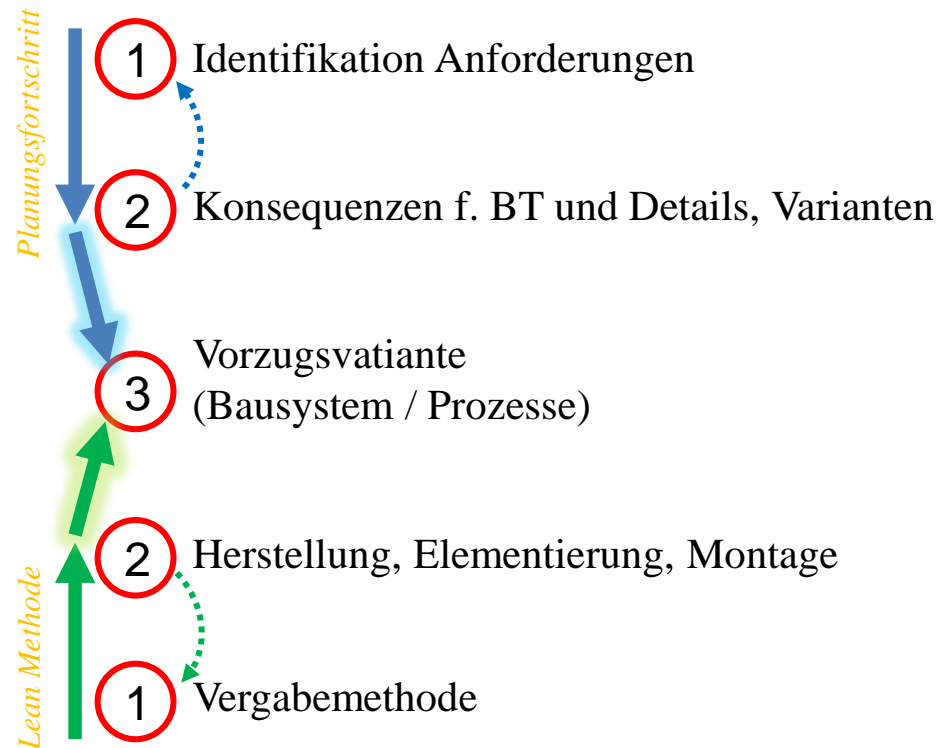 Planungsfortschritt
1 Identifikation Anforderungen
2 Konsequenzen f. BT und Details, Varianten
3 Vorzugsvatiante
(Bausystem / Prozesse)
Lean Methode
2 Herstellung, Elementierung, Montage
1 Vergabemethode